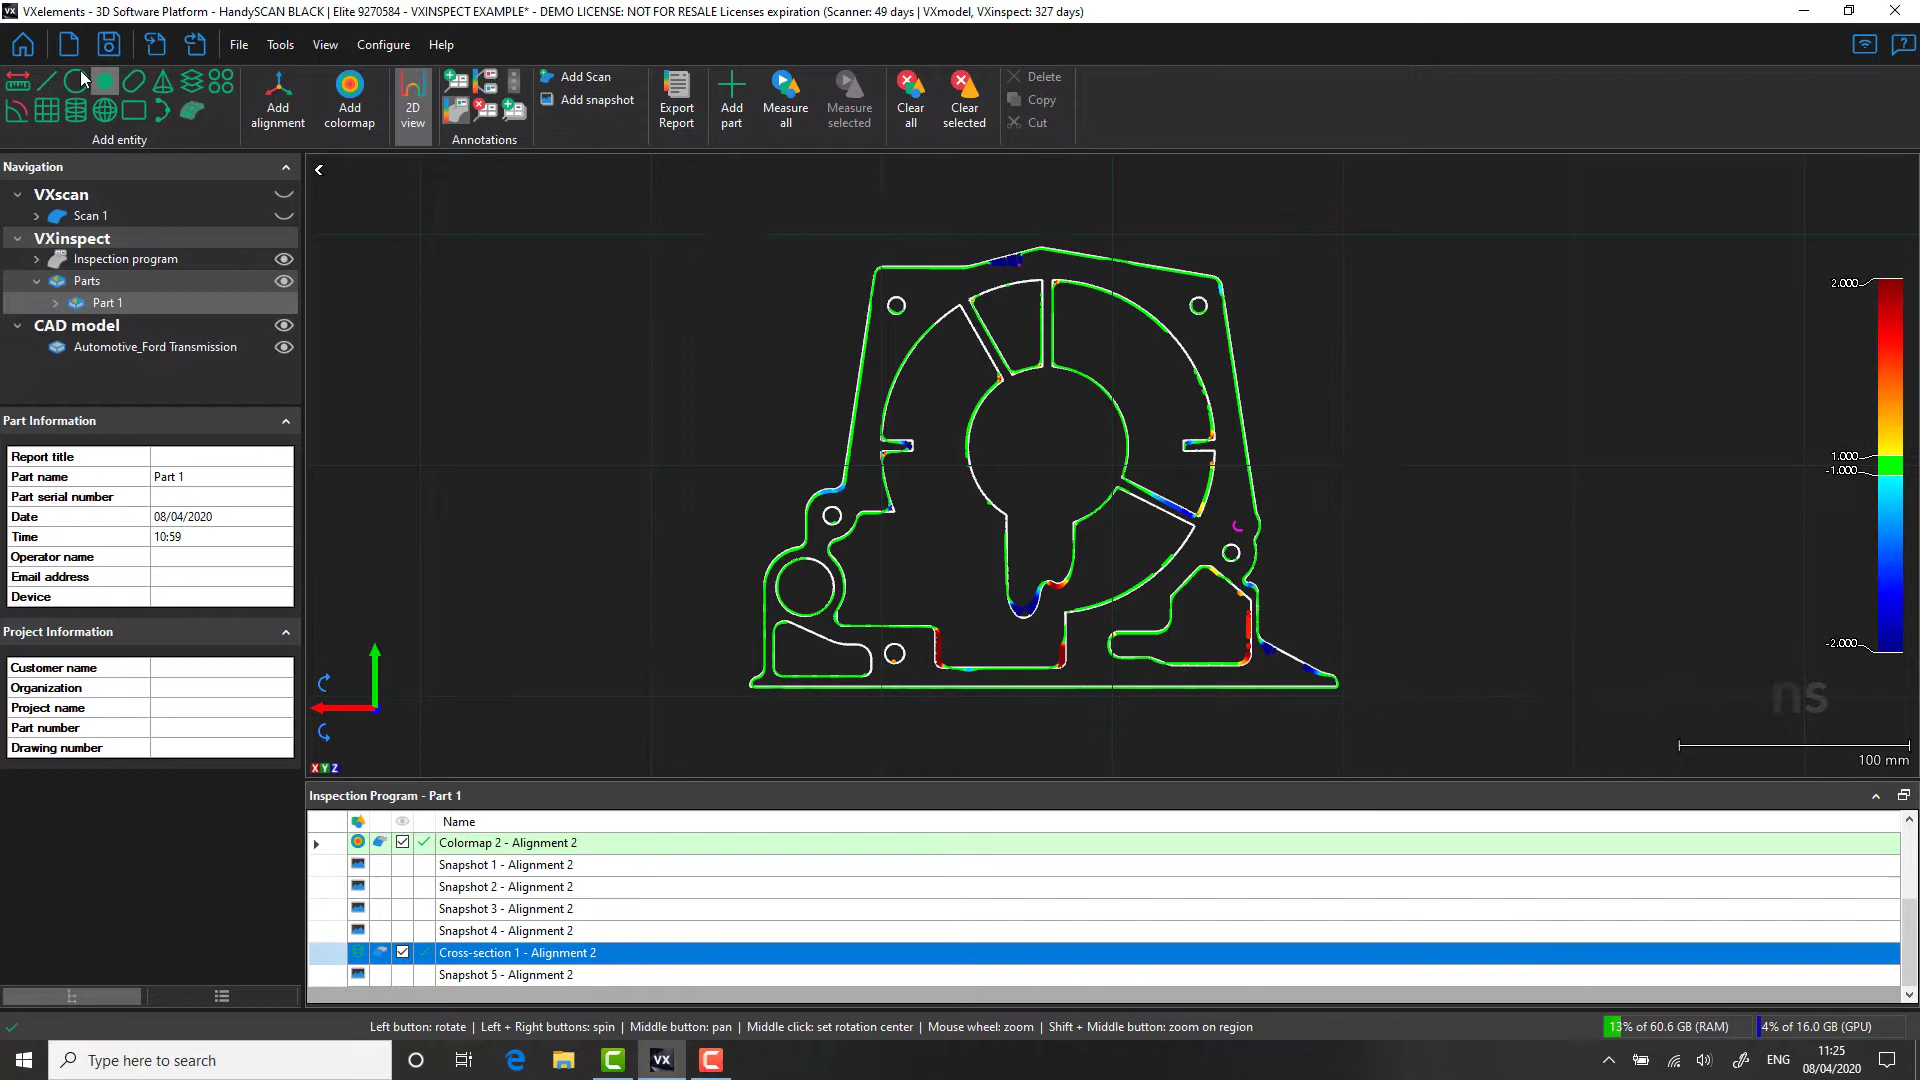 VXelements - 3D Software Platform - HandySCAN BLACK | Elite 9270584 - VXINSPECT EXAMPLE* - DEMO LICENSE: NOT FOR RESALE Licenses expiration (Scanner: 49 days | VXmodel, VXinspect: 327 days)
File Tools View Configure Help
Add entity
Add alignment
Add colormap
2D view
Annotations
Add Scan
Add snapshot
Export Report
Add part
Measure all
Measure selected
Clear all
Clear selected
Delete
Copy
Cut
Navigation
VXscan
Scan 1
VXinspect
Inspection program
Parts
Part 1
CAD model
Automotive_Ford Transmission
Part Information
Report title
Part name Part 1
Part serial number
Date 08/04/2020
Time 10:59
Operator name
Email address
Device
Project Information
Customer name
Organization
Project name
Part number
Drawing number
2.000
1.000
-1.000
-2.000
ns
100 mm
X Y Z
Inspection Program - Part 1
Name
Colormap 2 - Alignment 2
Snapshot 1 - Alignment 2
Snapshot 2 - Alignment 2
Snapshot 3 - Alignment 2
Snapshot 4 - Alignment 2
Cross-section 1 - Alignment 2
Snapshot 5 - Alignment 2
Left button: rotate | Left + Right buttons: spin | Middle button: pan | Middle click: set rotation center | Mouse wheel: zoom | Shift + Middle button: zoom on region
13% of 60.6 GB (RAM) 4% of 16.0 GB (GPU)
Type here to search
VX
ENG
11:25
08/04/2020